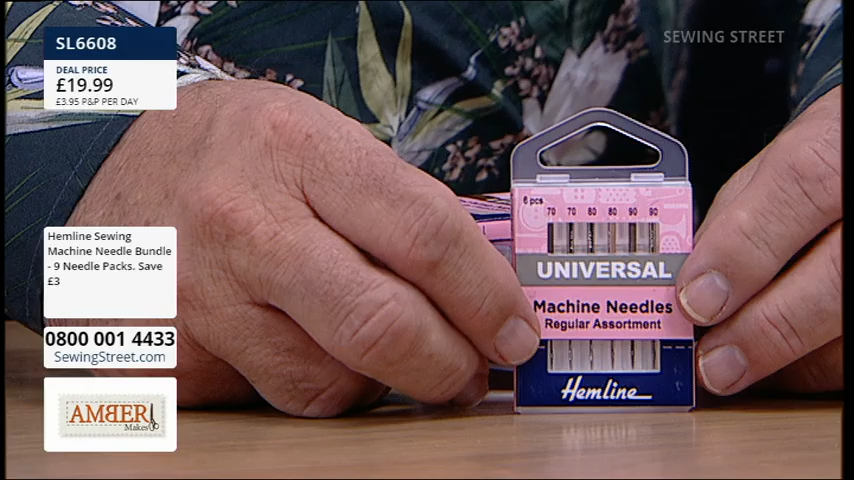 SL6608
DEAL PRICE
£19.99
£3.95 P&P PER DAY
Hemline Sewing
Machine Needle Bundle
- 9 Needle Packs. Save
£3
0800 001 4433
SewingStreet.com
AMBER
Makes
SEWING STREET
6 pcs
70 70 80 80 90 90
UNIVERSAL
Machine Needles
Regular Assortment
Hemline